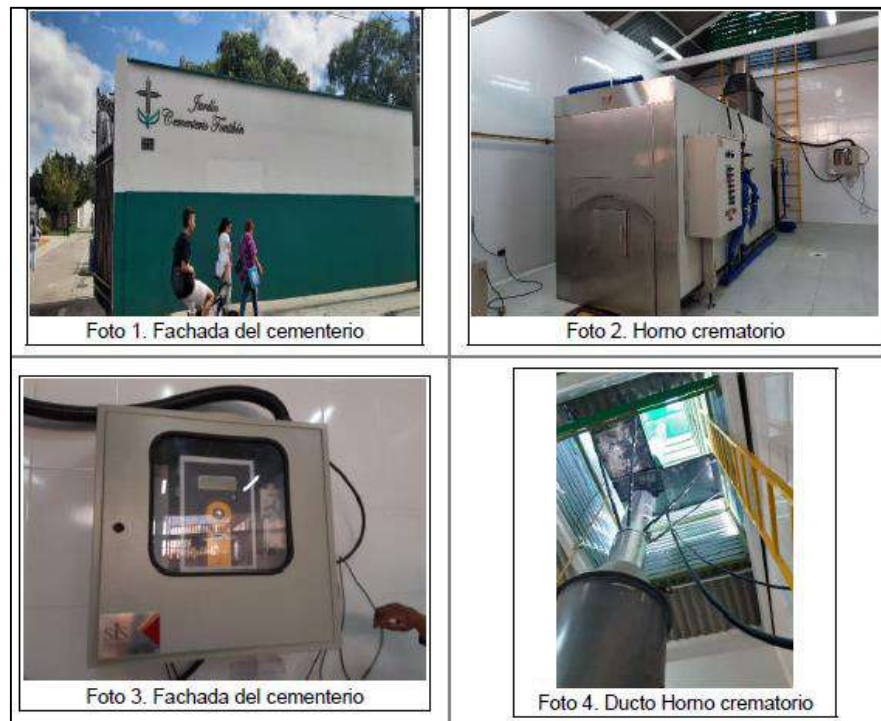 Jardín
Cementerio Fontibón
Foto 1. Fachada del cementerio
Foto 2. Horno crematorio
SIS
Foto 3. Fachada del cementerio
Foto 4. Ducto Horno crematorio